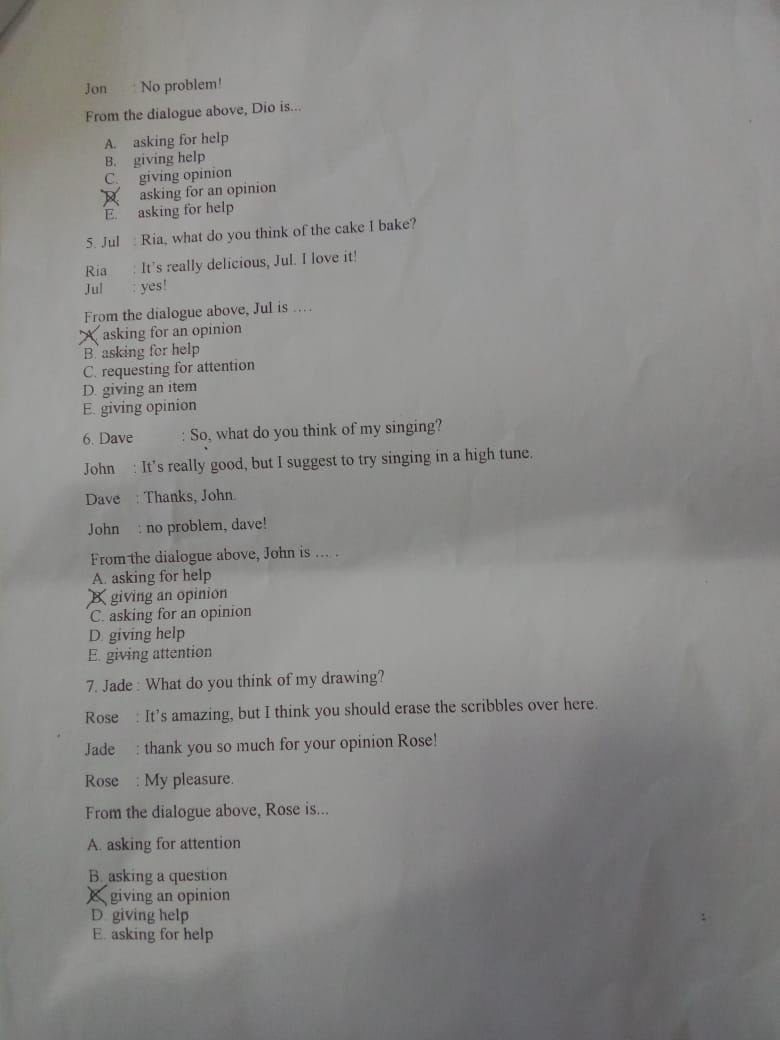 Jon : No problem!
From the dialogue above, Dio is...
A. asking for help
B. giving help
C. giving opinion
D. asking for an opinion
E. asking for help
5. Jul : Ria, what do you think of the cake I bake?
Ria : It's really delicious, Jul. I love it!
Jul : yes!
From the dialogue above, Jul is ....
A. asking for an opinion
B. asking for help
C. requesting for attention
D. giving an item
E. giving opinion
6. Dave : So, what do you think of my singing?
John : It's really good, but I suggest to try singing in a high tune.
Dave : Thanks, John.
John : no problem, dave!
From the dialogue above, John is ... .
A. asking for help
B. giving an opinion
C. asking for an opinion
D. giving help
E. giving attention
7. Jade : What do you think of my drawing?
Rose : It's amazing, but I think you should erase the scribbles over here.
Jade : thank you so much for your opinion Rose!
Rose : My pleasure.
From the dialogue above, Rose is...
A. asking for attention
B. asking a question
C. giving an opinion
D. giving help
E. asking for help